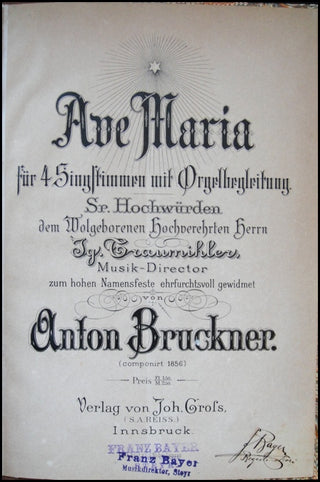 Ave Maria
für 4 Singstimmen mit Orgelbegleitung.
Sr. Hochwürden
dem Wolgeborenen Hochverehrten Herrn
Ig. Traumihler,
Musik-Director
zum hohen Namensfeste ehrfurchtsvoll gewidmet
von
Anton Bruckner.
(componirt 1856)
Preis
Verlag von Joh. Groſs,
(S.A.REISS.)
Innsbruck.
FRANZ BAYER
Franz Bayer
Musikdirektor, Steyr
Bayer